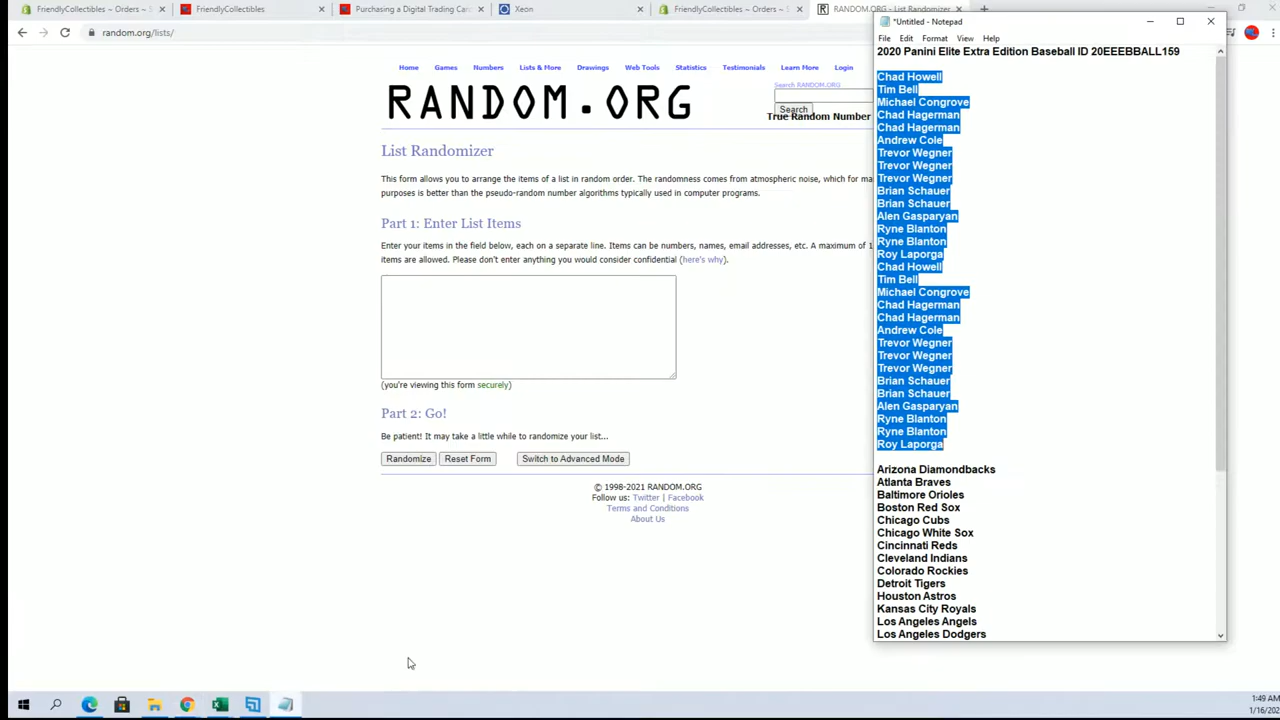 FriendlyCollectibles ~ Orders ~ S
FriendlyCollectibles
Purchasing a Digital Trading Card
Xeon
FriendlyCollectibles ~ Orders ~ S
RANDOM.ORG - List Randomizer
random.org/lists/
Home Games Numbers Lists & More Drawings Web Tools Statistics Testimonials Learn More Login
RANDOM.ORG
Search RANDOM.ORG
Search
True Random Number
List Randomizer
This form allows you to arrange the items of a list in random order. The randomness comes from atmospheric noise, which for ma
purposes is better than the pseudo-random number algorithms typically used in computer programs.
Part 1: Enter List Items
Enter your items in the field below, each on a separate line. Items can be numbers, names, email addresses, etc. A maximum of 1
items are allowed. Please don't enter anything you would consider confidential (here's why).
(you're viewing this form securely)
Part 2: Go!
Be patient! It may take a little while to randomize your list...
Randomize Reset Form Switch to Advanced Mode
© 1998-2021 RANDOM.ORG
Follow us: Twitter | Facebook
Terms and Conditions
About Us
*Untitled - Notepad
File Edit Format View Help
2020 Panini Elite Extra Edition Baseball ID 20EEEBBALL159
Chad Howell
Tim Bell
Michael Congrove
Chad Hagerman
Chad Hagerman
Andrew Cole
Trevor Wegner
Trevor Wegner
Trevor Wegner
Brian Schauer
Brian Schauer
Alen Gasparyan
Ryne Blanton
Ryne Blanton
Roy Laporga
Chad Howell
Tim Bell
Michael Congrove
Chad Hagerman
Chad Hagerman
Andrew Cole
Trevor Wegner
Trevor Wegner
Trevor Wegner
Brian Schauer
Brian Schauer
Alen Gasparyan
Ryne Blanton
Ryne Blanton
Roy Laporga
Arizona Diamondbacks
Atlanta Braves
Baltimore Orioles
Boston Red Sox
Chicago Cubs
Chicago White Sox
Cincinnati Reds
Cleveland Indians
Colorado Rockies
Detroit Tigers
Houston Astros
Kansas City Royals
Los Angeles Angels
Los Angeles Dodgers
1:49 AM
1/16/202